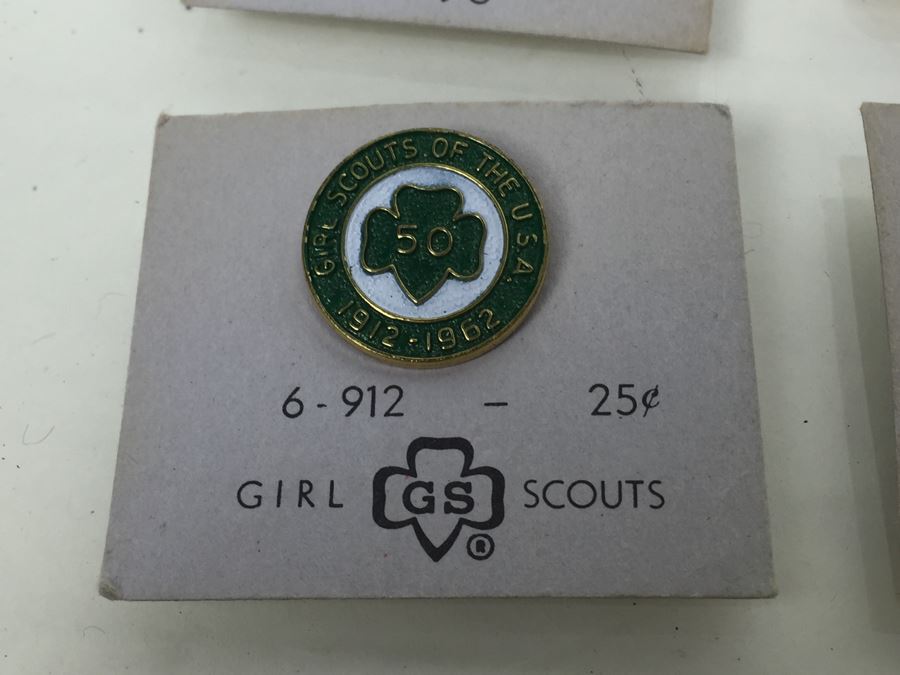 GIRL SCOUTS OF THE U.S.A.
50
1912-1962
6-912 – 25¢
GIRL GS SCOUTS
®